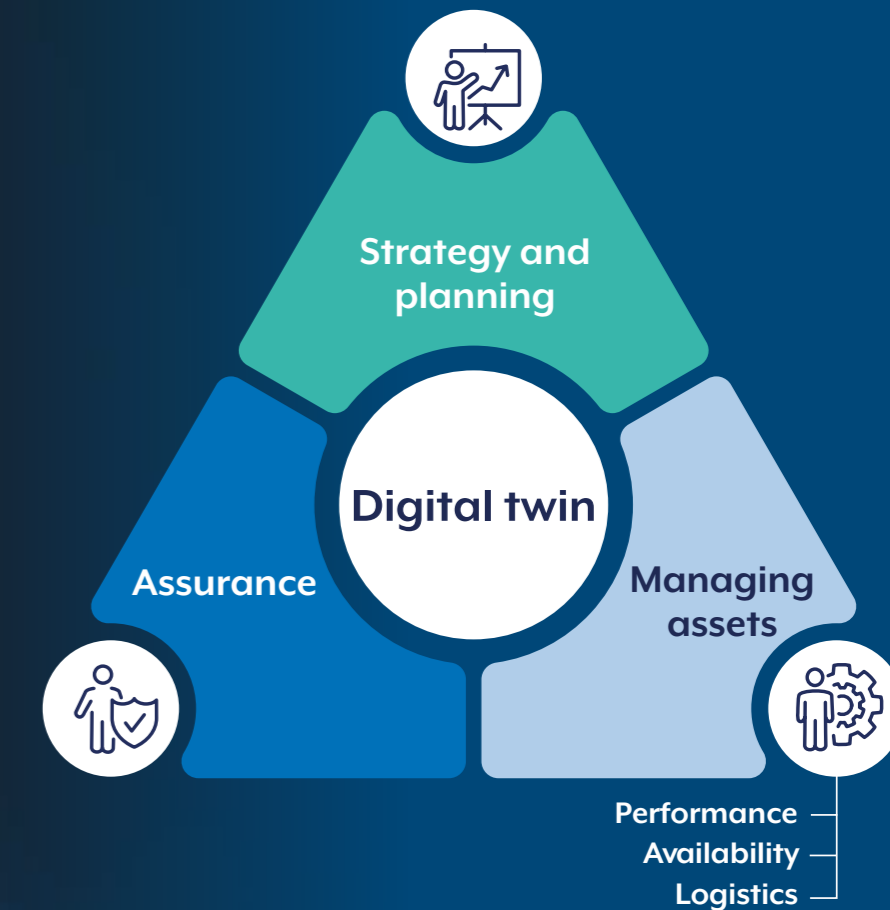 Strategy and
planning
Digital twin
Assurance
Managing
assets
Performance
Availability
Logistics